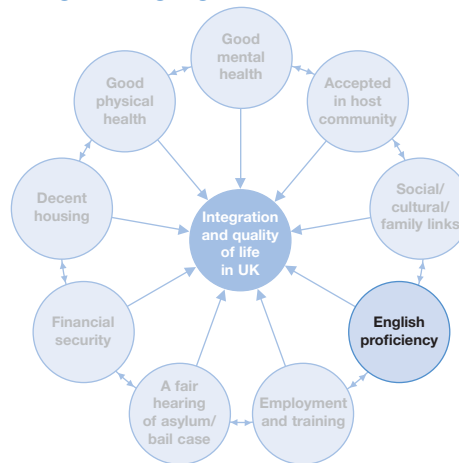 Good
mental
health
Accepted
in host
community
Social/
cultural/
family links
English
proficiency
Employment
and training
A fair
hearing
of asylum/
bail case
Financial
security
Decent
housing
Good
physical
health
Integration
and quality
of life
in UK